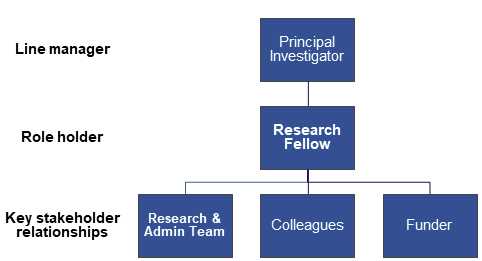 Line manager
Principal
Investigator
Role holder
Research
Fellow
Key stakeholder
relationships
Research &
Admin Team
Colleagues
Funder